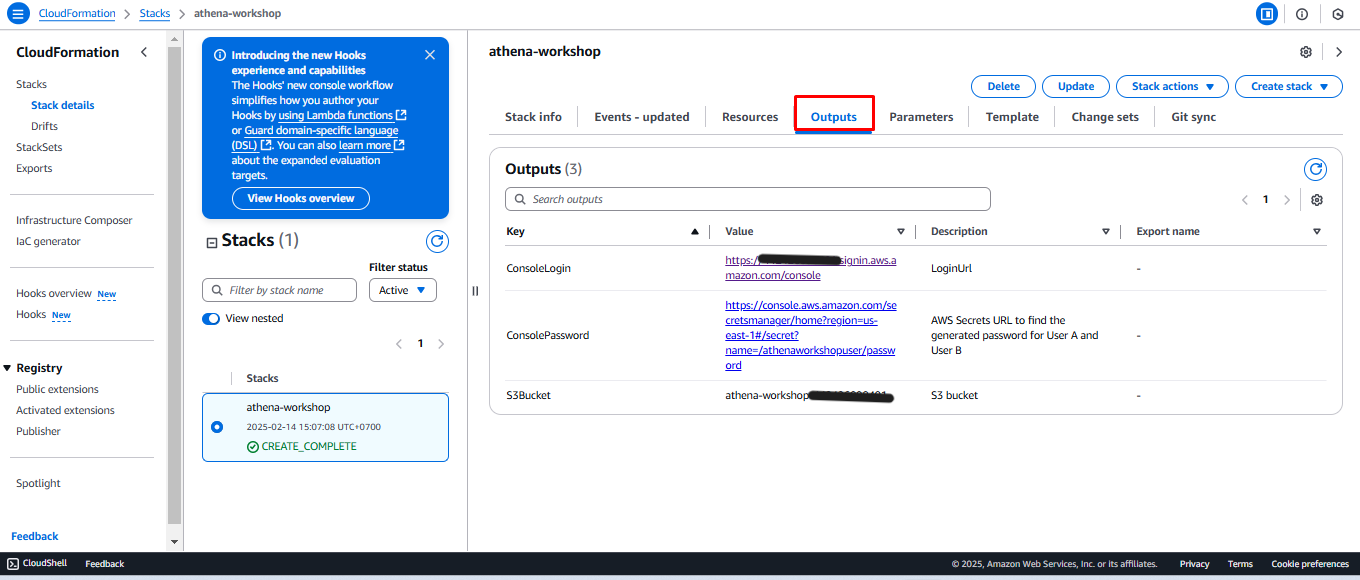 CloudFormation > Stacks > athena-workshop
CloudFormation
Stacks
Stack details
Drifts
StackSets
Exports
Infrastructure Composer
IaC generator
Hooks overview New
Hooks New
Registry
Public extensions
Activated extensions
Publisher
Spotlight
Feedback
Introducing the new Hooks
experience and capabilities
The Hooks' new console workflow
simplifies how you author your
Hooks by using Lambda functions
or Guard domain-specific language
(DSL). You can also learn more
about the expanded evaluation
targets.
View Hooks overview
Stacks (1)
Filter status
Filter by stack name
Active
View nested
1
Stacks
athena-workshop
2025-02-14 15:07:08 UTC+0700
CREATE_COMPLETE
athena-workshop
Delete
Update
Stack actions
Create stack
Stack info
Events - updated
Resources
Outputs
Parameters
Template
Change sets
Git sync
Outputs (3)
Search outputs
1
Key
Value
Description
Export name
ConsoleLogin
https://
signin.aws.a
mazon.com/console
LoginUrl
-
ConsolePassword
https://console.aws.amazon.com/se
cretsmanager/home?region=us-
east-1#/secret?
name=/athenaworkshopuser/passw
ord
AWS Secrets URL to find the
generated password for User A and
User B
-
S3Bucket
athena-workshop
S3 bucket
-
CloudShell
Feedback
© 2025, Amazon Web Services, Inc. or its affiliates.
Privacy
Terms
Cookie preferences